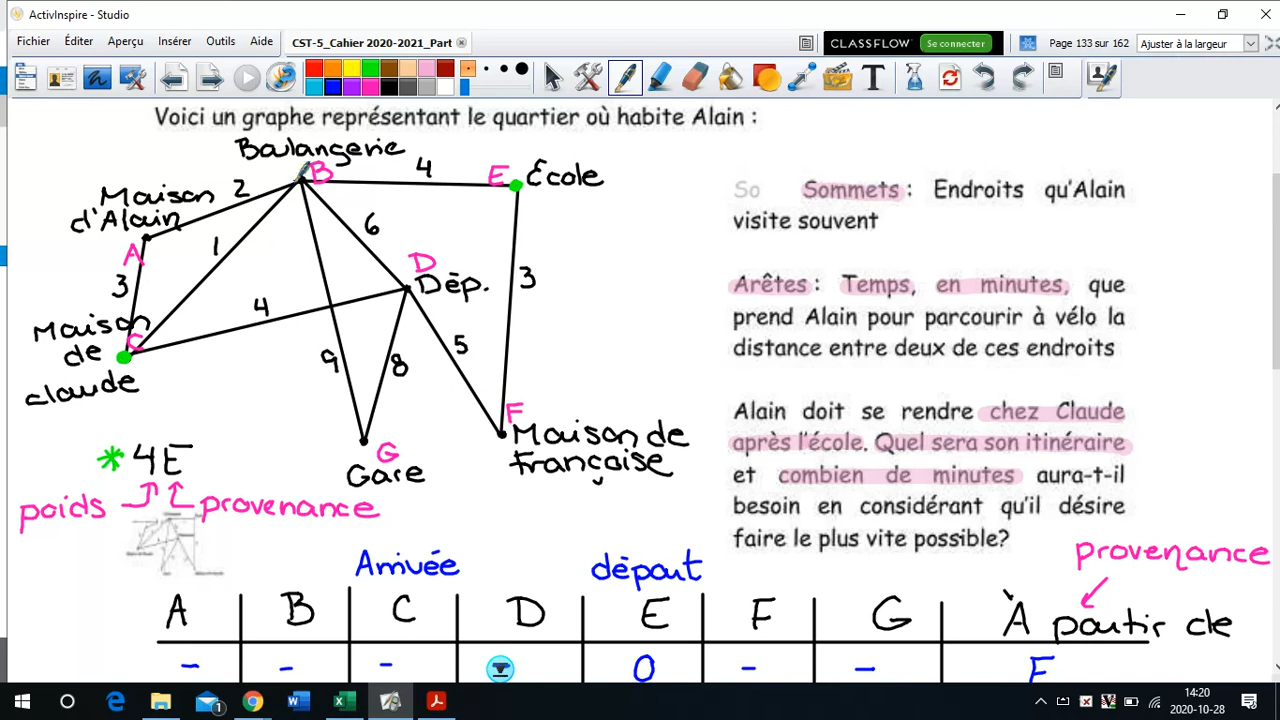 ActivInspire - Studio
Fichier Éditer Aperçu Insérer Outils Aide
CST-5_Cahier 2020-2021_Part
CLASSFLOW Se connecter
Page 133 sur 162
Ajuster à la largeur
Voici un graphe représentant le quartier où habite Alain :
Boulangerie
B
4
E
École
Maison
d'Alain
2
A
1
6
D
Dép.
3
3
4
Maison
de
claude
C
9
8
5
F
Maison de
Françoise
G
Gare
So Sommets : Endroits qu'Alain
visite souvent
Arêtes : Temps, en minutes, que
prend Alain pour parcourir à vélo la
distance entre deux de ces endroits
Alain doit se rendre chez Claude
après l'école. Quel sera son itinéraire
et combien de minutes aura-t-il
besoin en considérant qu'il désire
faire le plus vite possible?
* 4E
poids provenance
Arrivée départ
provenance
A B C D E F G À partir de
- - - 0 - - E
14:20
2020-10-28